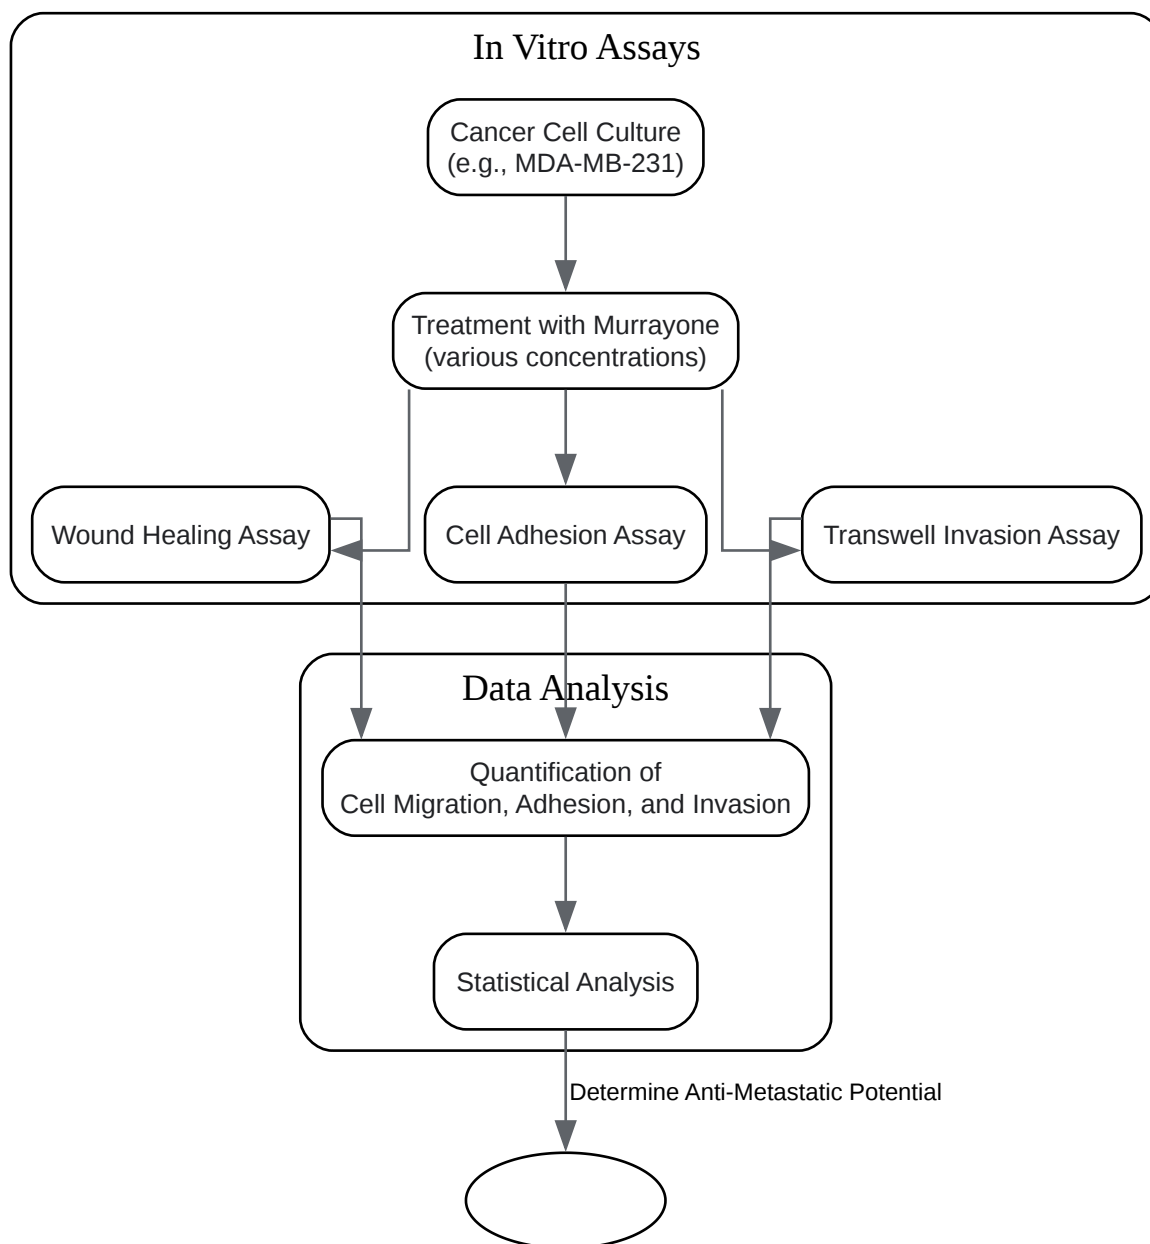 In Vitro Assays
Cancer Cell Culture
(e.g., MDA-MB-231)
Treatment with Murrayone
(various concentrations)
Wound Healing Assay
Cell Adhesion Assay
Transwell Invasion Assay
Data Analysis
Quantification of
Cell Migration, Adhesion, and Invasion
Statistical Analysis
Determine Anti-Metastatic Potential